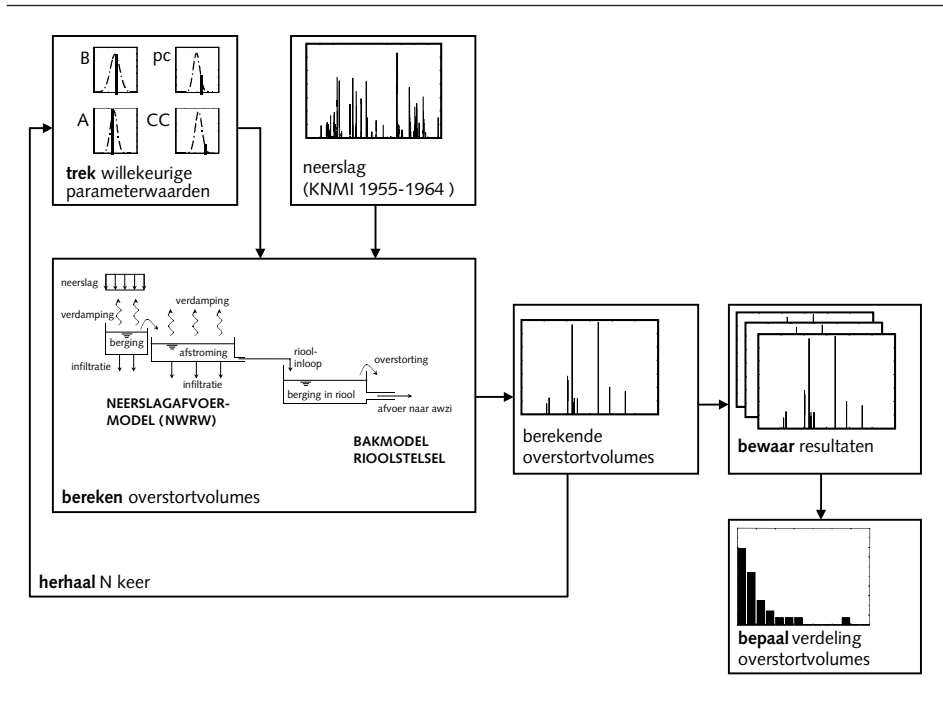 B
pc
A
CC
trek willekeurige
parameterwaarden
neerslag
(KNMI 1955-1964 )
neerslag
verdamping
verdamping
berging
afstroming
infiltratie
infiltratie
riool-
inloop
overstorting
berging in riool
afvoer naar awzi
NEERSLAGAFVOER-
MODEL (NWRW)
BAKMODEL
RIOOLSTELSEL
bereken overstortvolumes
berekende
overstortvolumes
bewaar resultaten
herhaal N keer
bepaal verdeling
overstortvolumes